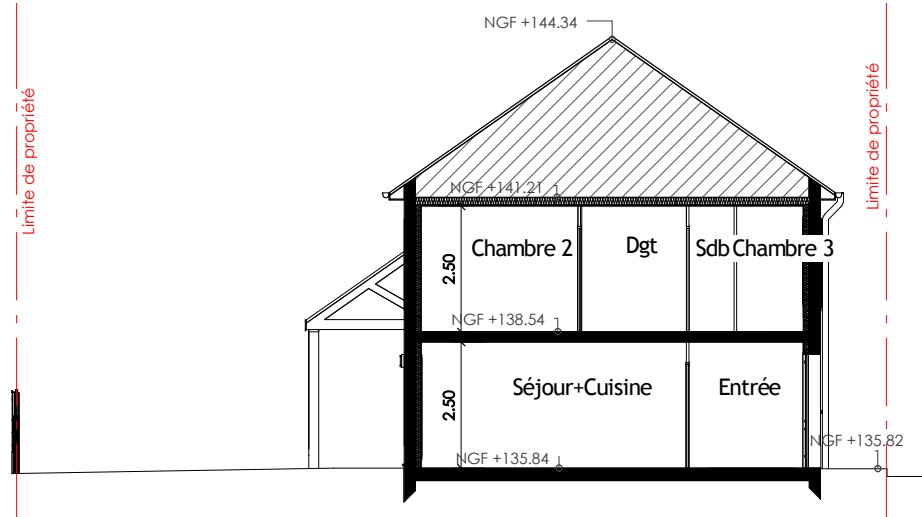 NGF +144.34
Limite de propriété
Limite de propriété
NGF +141.21
Chambre 2
Dgt
Sdb
Chambre 3
2.50
NGF +138.54
Séjour+Cuisine
Entrée
2.50
NGF +135.82
NGF +135.84